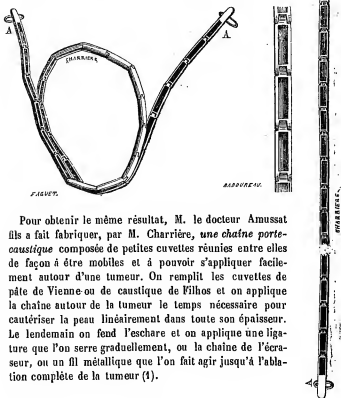 A
A
CHARRIERE
FAGUET.
BADOUREAU.
CHARRIERE.
Pour obtenir le même résultat, M. le docteur Amussat
fils a fait fabriquer, par M. Charrière, une chaîne porte-
caustique composée de petites cuvettes réunies entre elles
de façon à être mobiles et à pouvoir s'appliquer facile-
ment autour d'une tumeur. On remplit les cuvettes de
pâte de Vienne ou de caustique de Filhos et on applique
la chaîne autour de la tumeur le temps nécessaire pour
cautériser la peau linéairement dans toute son épaisseur.
Le lendemain on fend l'eschare et on applique une liga-
ture que l'on serre graduellement, ou la chaîne de l'écra-
seur, ou un fil métallique que l'on fait agir jusqu'à l'abla-
tion complète de la tumeur (1).
A